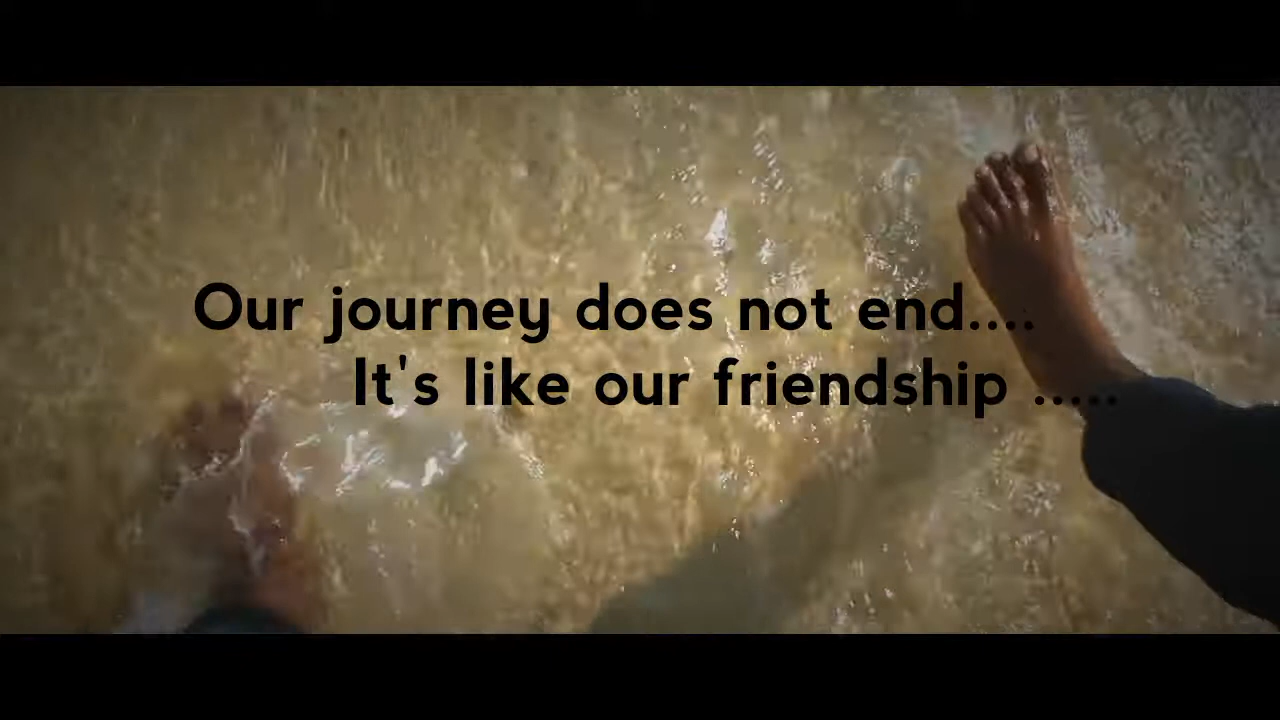 Our journey does not end....
It's like our friendship .....